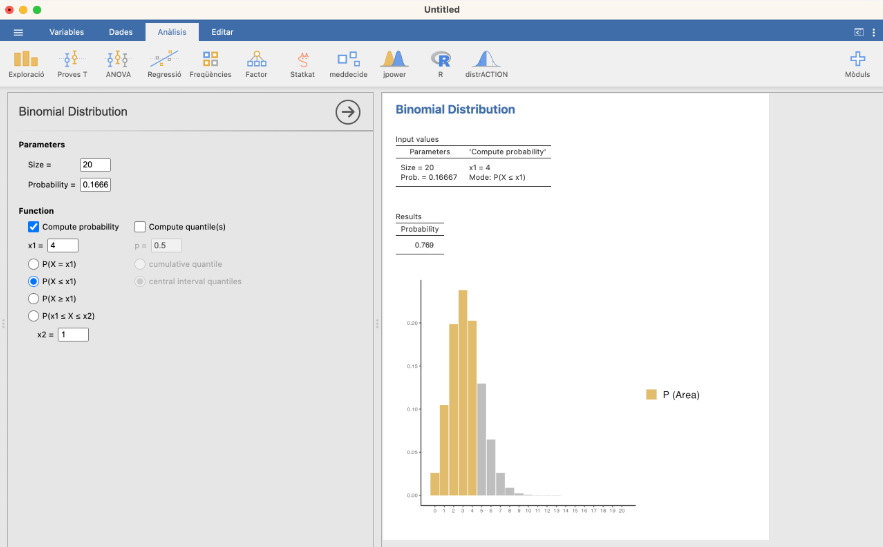 Untitled
Variables Dades Anàlisis Editar
Exploració Proves T ANOVA Regressió Freqüències Factor Statkat meddecide jpower R distrACTION Mòduls
Binomial Distribution
Parameters
Size = 20
Probability = 0.1666
Function
Compute probability Compute quantile(s)
x1 = 4 p = 0.5
P(X = x1) cumulative quantile
P(X ≤ x1) central interval quantiles
P(X ≥ x1)
P(x1 ≤ X ≤ x2)
x2 = 1
Binomial Distribution
Input values
Parameters "Compute probability"
Size = 20 x1 = 4
Prob. = 0.16667 Mode: P(X ≤ x1)
Results
Probability
0.769
0.20
0.15
0.10
0.05
0.00
0 1 2 3 4 5 6 7 8 9 10 11 12 13 14 15 16 17 18 19 20
P (Area)